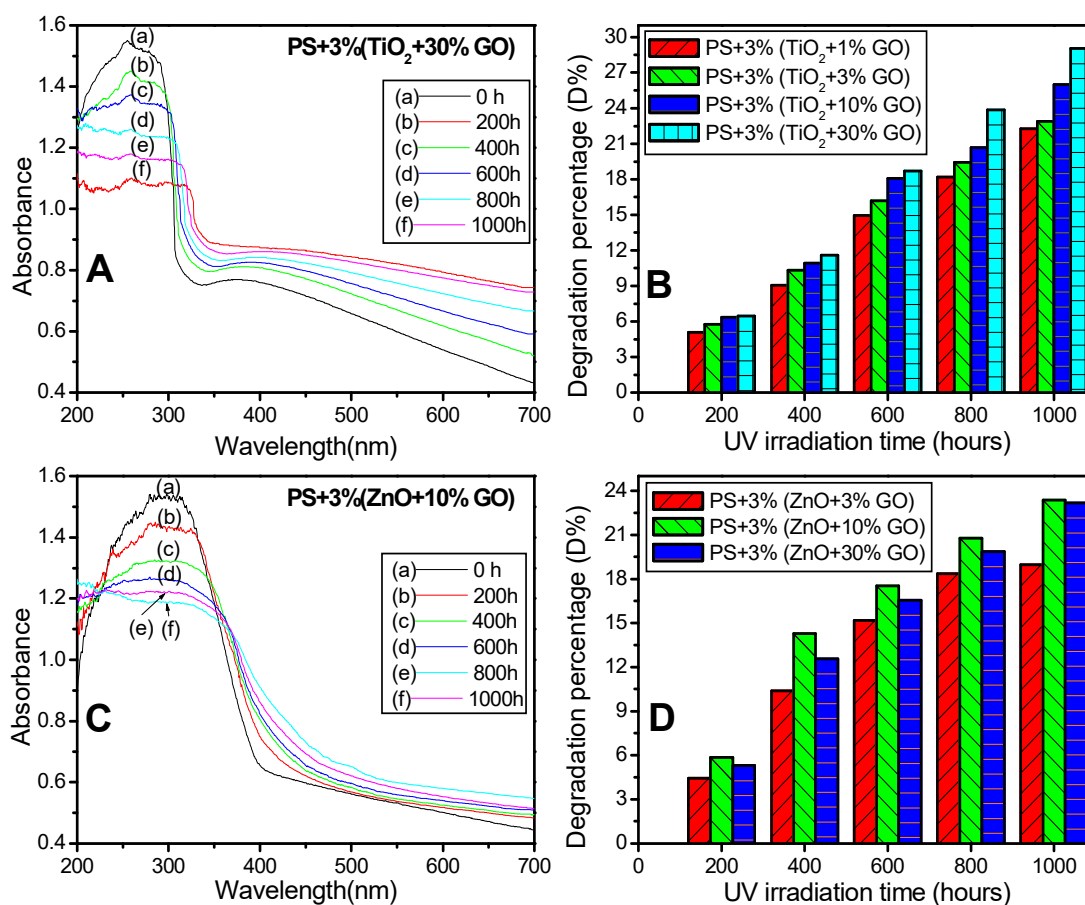 1.6
1.4
1.2
1.0
0.8
0.6
0.4
200
300
400
500
600
700
Absorbance
Wavelength(nm)
PS+3%(TiO2+30% GO)
(a)
(b)
(c)
(d)
(e)
(f)
(a) 0 h
(b) 200h
(c) 400h
(d) 600h
(e) 800h
(f) 1000h
A
30
27
24
21
18
15
12
9
6
3
0
0
200
400
600
800
1000
Degradation percentage (D%)
UV irradiation time (hours)
PS+3% (TiO2+1% GO)
PS+3% (TiO2+3% GO)
PS+3% (TiO2+10% GO)
PS+3% (TiO2+30% GO)
B
1.6
1.4
1.2
1.0
0.8
0.6
0.4
200
300
400
500
600
700
Absorbance
Wavelength(nm)
PS+3%(ZnO+10% GO)
(a)
(b)
(c)
(d)
(e) (f)
(a) 0 h
(b) 200h
(c) 400h
(d) 600h
(e) 800h
(f) 1000h
C
24
21
18
15
12
9
6
3
0
0
200
400
600
800
1000
Degradation percentage (D%)
UV irradiation time (hours)
PS+3% (ZnO+3% GO)
PS+3% (ZnO+10% GO)
PS+3% (ZnO+30% GO)
D